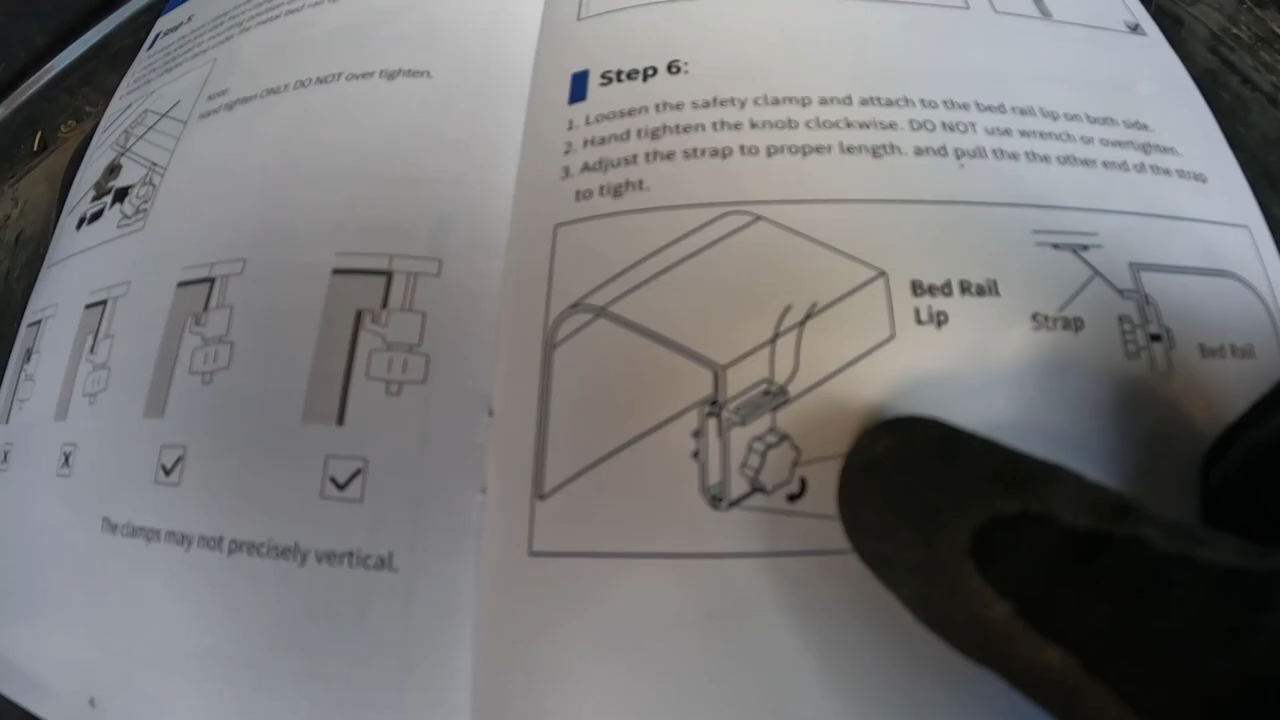 Step 5
hand tighten ONLY. DO NOT over tighten.
X
X
The clamps may not precisely vertical.
Step 6:
1. Loosen the safety clamp and attach to the bed rail lip on both side.
2. Hand tighten the knob clockwise. DO NOT use wrench or overtighten.
3. Adjust the strap to proper length. and pull the the other end of the strap
to tight.
Bed Rail
Lip
Strap
Bed Rail